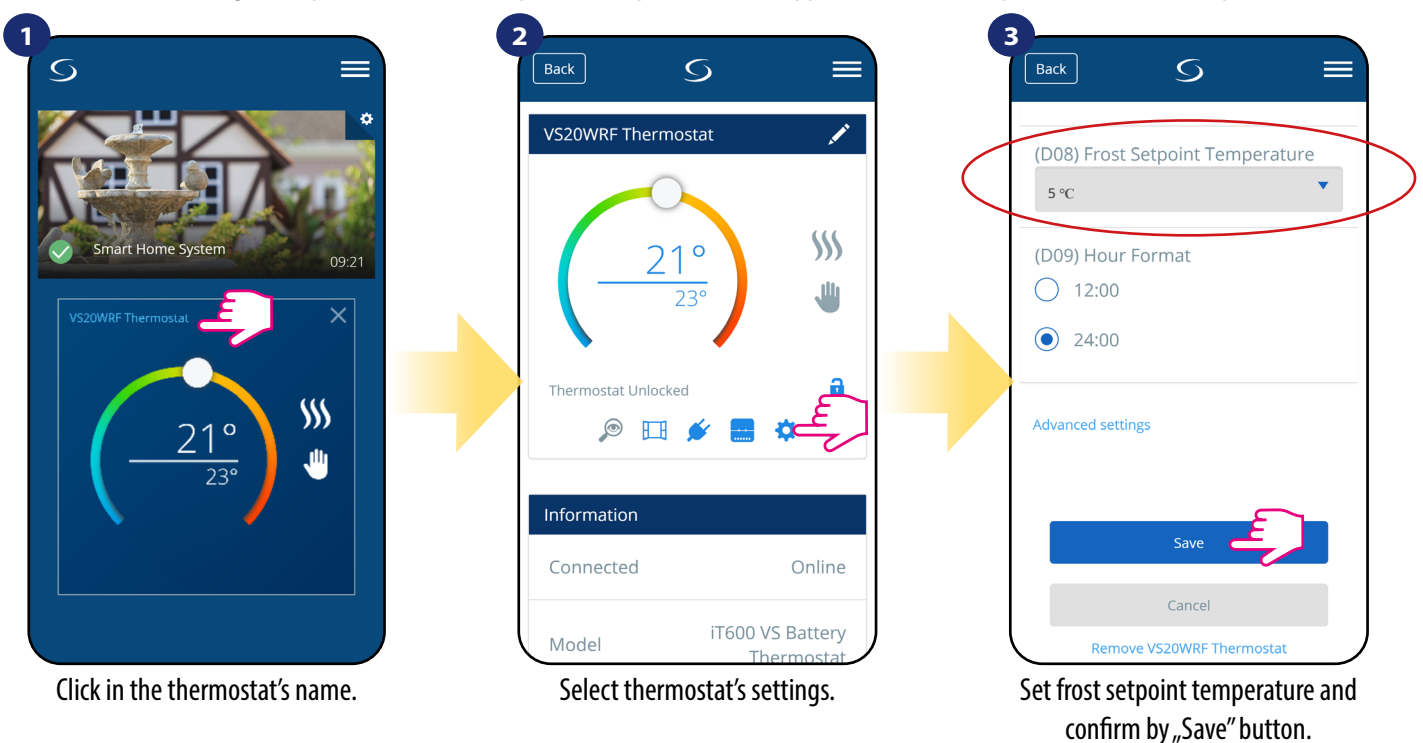 1
Smart Home System
09:21
VS20WRF Thermostat
21°
23°
Click in the thermostat's name.
2
Back
VS20WRF Thermostat
21°
23°
Thermostat Unlocked
Information
Connected Online
Model iT600 VS Battery
Thermostat
Select thermostat's settings.
3
Back
(D08) Frost Setpoint Temperature
5 °C
(D09) Hour Format
12:00
24:00
Advanced settings
Save
Cancel
Remove VS20WRF Thermostat
Set frost setpoint temperature and
confirm by „Save" button.